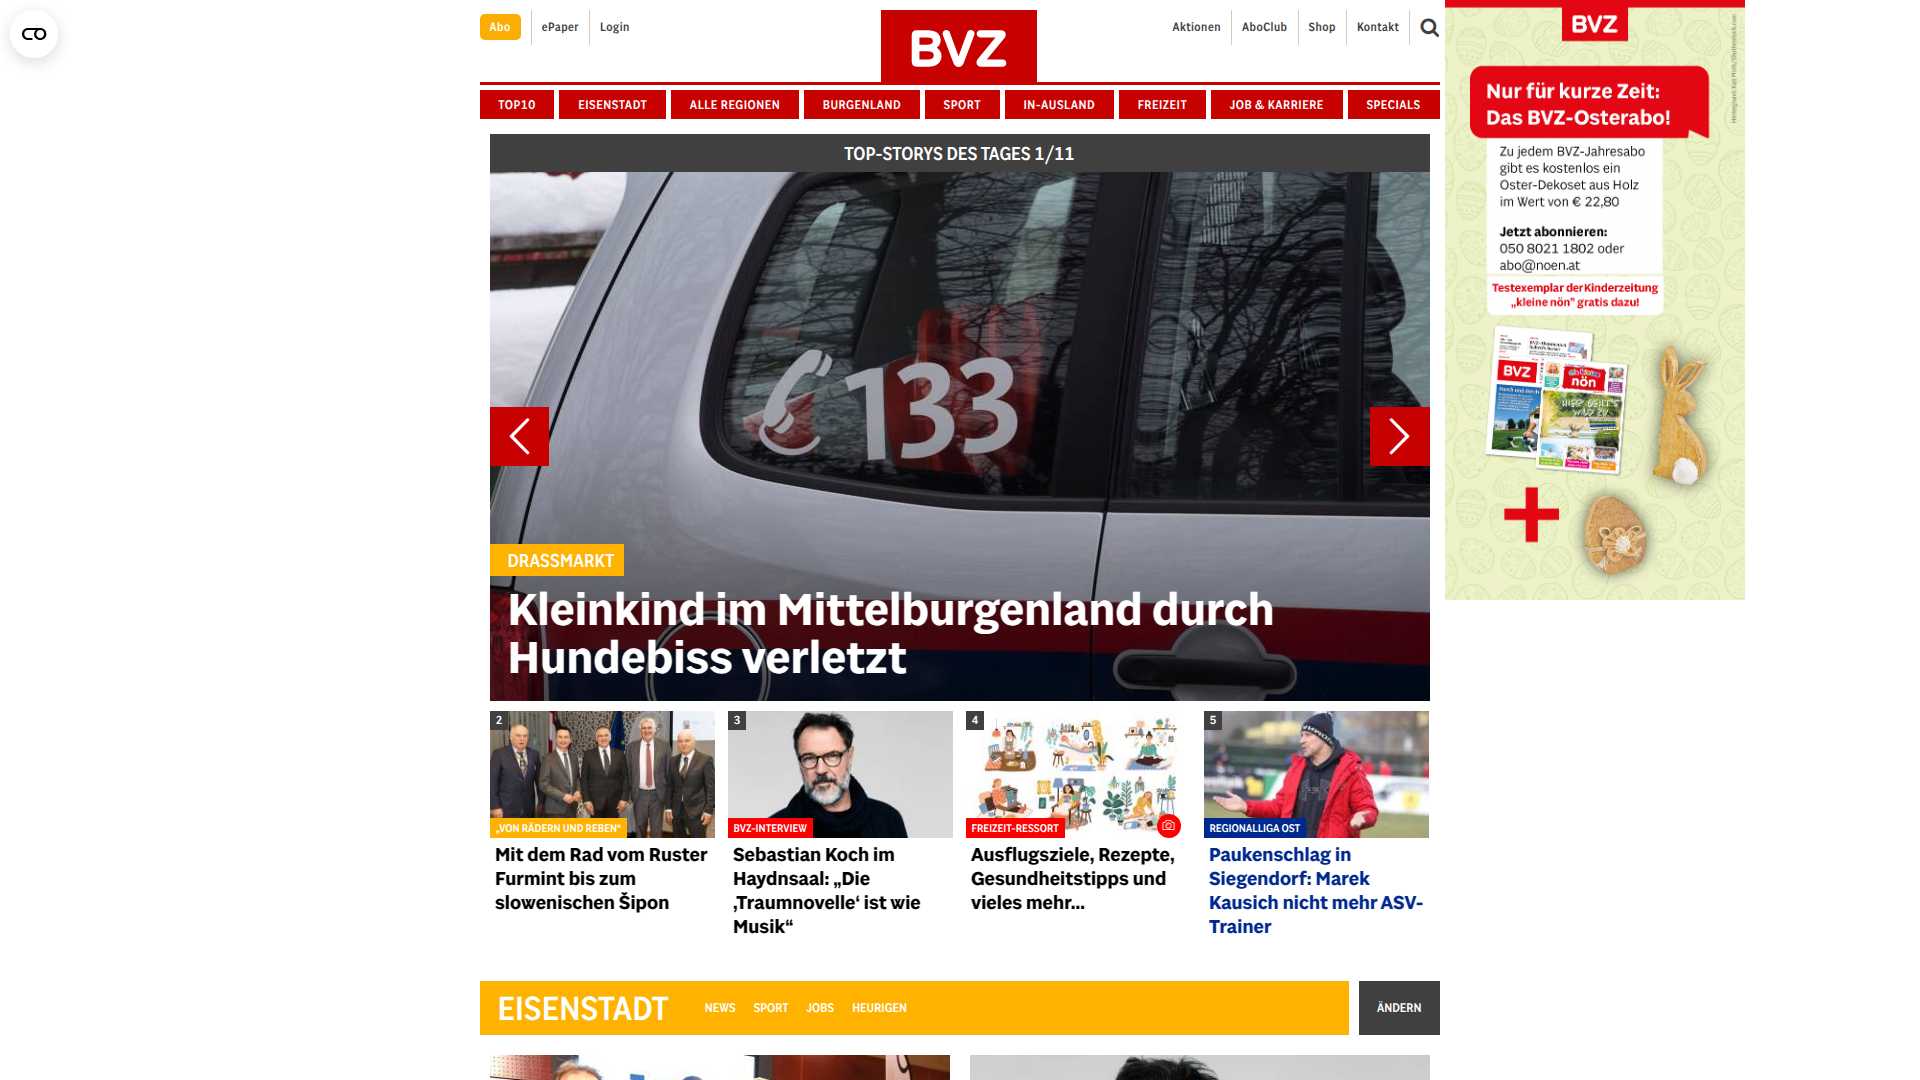 Abo
ePaper
Login
BVZ
Aktionen
AboClub
Shop
Kontakt
TOP10
EISENSTADT
ALLE REGIONEN
BURGENLAND
SPORT
IN-AUSLAND
FREIZEIT
JOB & KARRIERE
SPECIALS
TOP-STORYS DES TAGES 1/11
133
DRASSMARKT
Kleinkind im Mittelburgenland durch
Hundebiss verletzt
2
„VON RÄDERN UND REBEN“
Mit dem Rad vom Ruster
Furmint bis zum
slowenischen Šipon
3
BVZ-INTERVIEW
Sebastian Koch im
Haydnsaal: „Die
‚Traumnovelle‘ ist wie
Musik“
4
FREIZEIT-RESSORT
Ausflugsziele, Rezepte,
Gesundheitstipps und
vieles mehr...
5
REGIONALLIGA OST
Paukenschlag in
Siegendorf: Marek
Kausich nicht mehr ASV-
Trainer
EISENSTADT
NEWS
SPORT
JOBS
HEURIGEN
ÄNDERN
BVZ
Nur für kurze Zeit:
Das BVZ-Osterabo!
Zu jedem BVZ-Jahresabo
gibt es kostenlos ein
Oster-Dekoset aus Holz
im Wert von € 22,80
Jetzt abonnieren:
050 8021 1802 oder
abo@noen.at
Testexemplar der Kinderzeitung
„kleine nön“ gratis dazu!
BVZ
nön